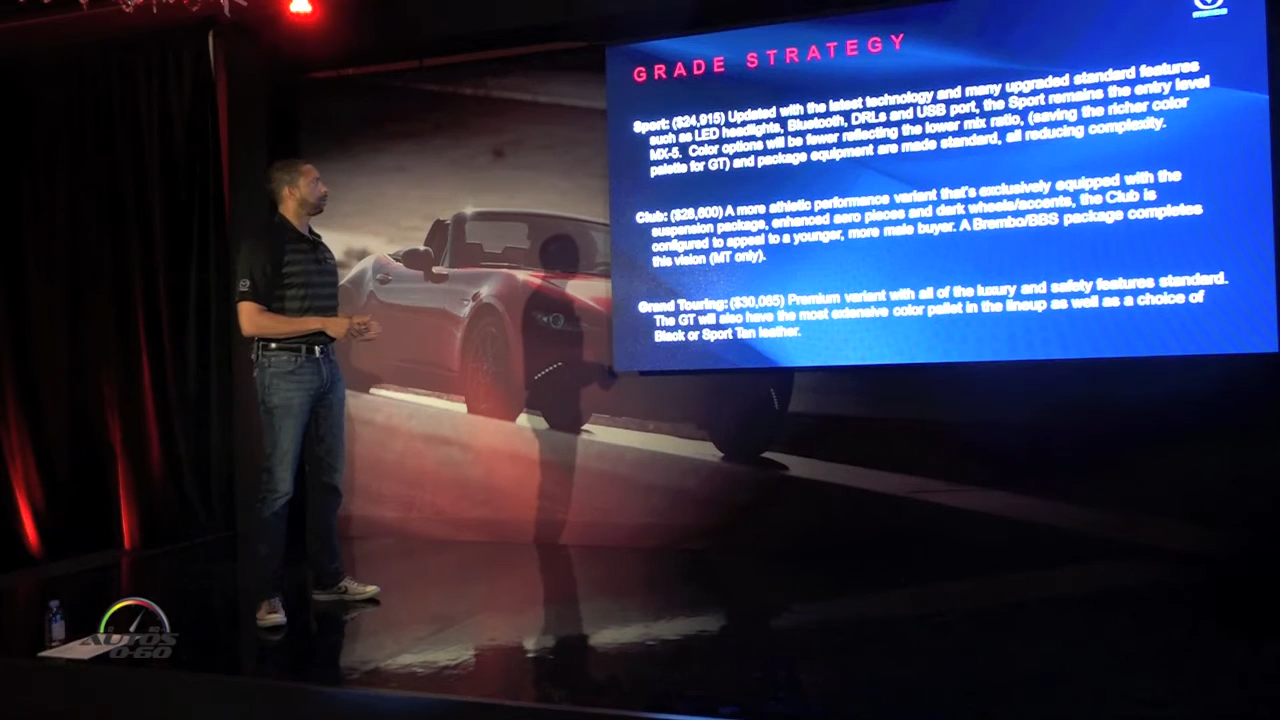 GRADE STRATEGY
Sport: ($24,915) Updated with the latest technology and many upgraded standard features
such as LED headlights, Bluetooth, DRLs and USB port, the Sport remains the entry level
MX-5. Color options will be fewer reflecting the lower mix ratio, (saving the richer color
palette for GT) and package equipment are made standard, all reducing complexity.
Club: ($28,600) A more athletic performance variant that's exclusively equipped with the
suspension package, enhanced aero pieces and dark wheels/accents, the Club is
configured to appeal to a younger, more male buyer. A Brembo/BBS package completes
this vision (MT only).
Grand Touring: ($30,065) Premium variant with all of the luxury and safety features standard.
The GT will also have the most extensive color pallet in the lineup as well as a choice of
Black or Sport Tan leather.
AUTOS
0-60